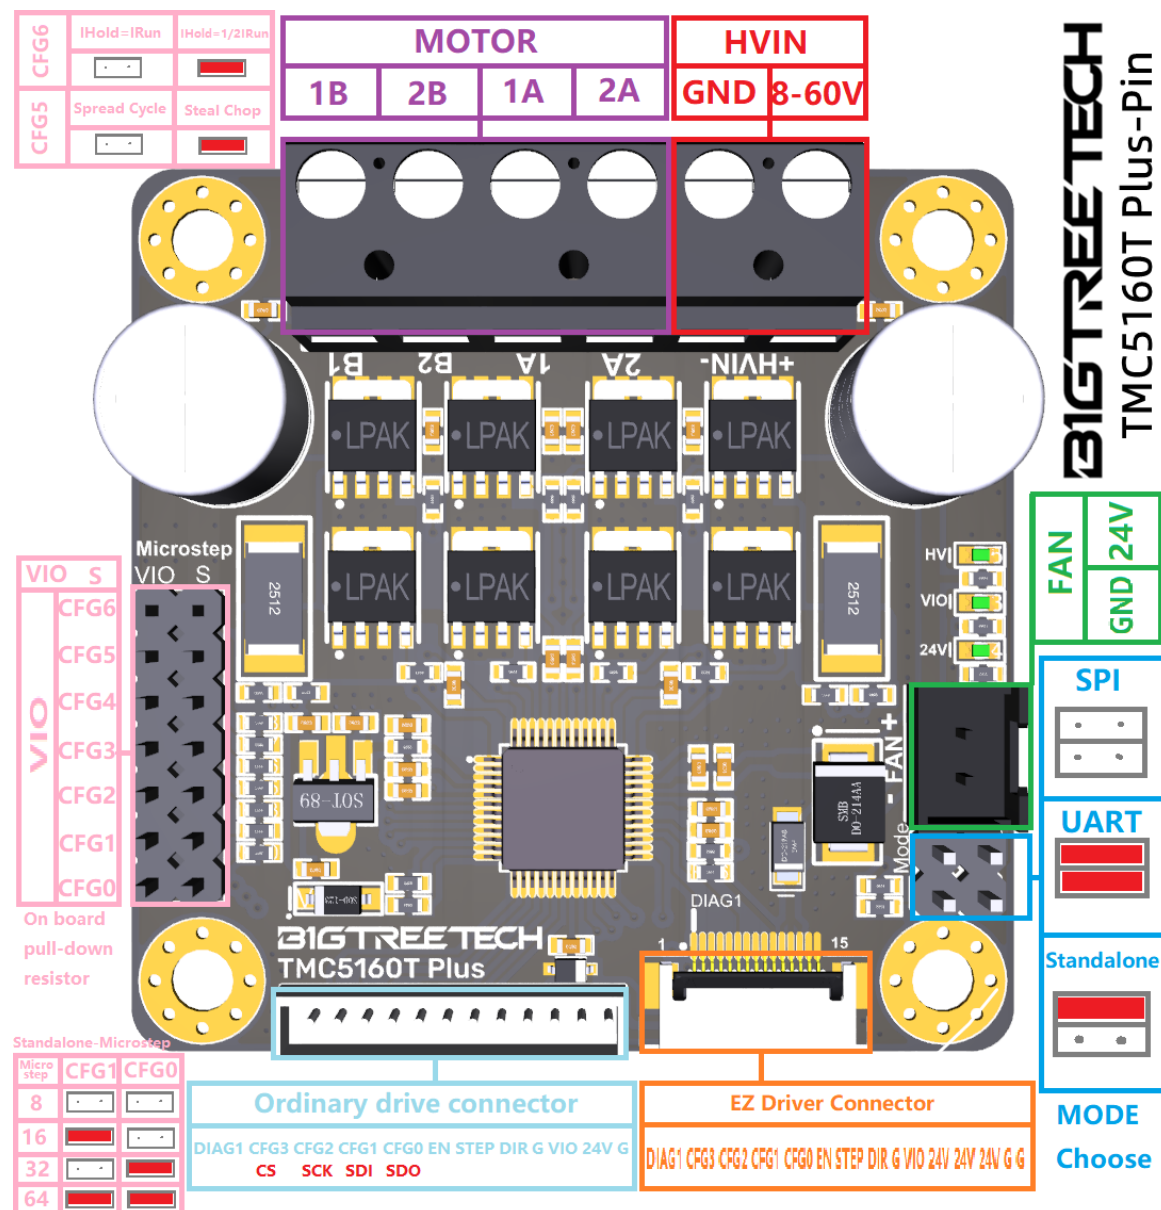 CFG6
IHold=IRun
IHold=1/2IRun
CFG5
Spread Cycle
Steal Chop
MOTOR
1B 2B 1A 2A
HVIN
GND 8-60V
BIGTREETECH
TMC5160T Plus-Pin
B1 B2 1A 2A -HVIN+
LPAK LPAK LPAK LPAK
LPAK LPAK LPAK LPAK
2512
2512
Microstep
VIO S
VIO S
VIO
CFG6
CFG5
CFG4
CFG3
CFG2
CFG1
CFG0
On board
pull-down
resistor
HV
VIO
24V
FAN
24V
GND
FAN +
-
Mode
SOT-89
SMB
DO-214AA
DIAG1
1
15
BIGTREETECH
TMC5160T Plus
SPI
UART
Standalone
MODE
Choose
Standalone-Microstep
Micro
step
CFG1 CFG0
8
16
32
64
Ordinary drive connector
DIAG1 CFG3 CFG2 CFG1 CFG0 EN STEP DIR G VIO 24V G
CS SCK SDI SDO
EZ Driver Connector
DIAG1 CFG3 CFG2 CFG1 CFG0 EN STEP DIR G VIO 24V 24V 24V G G